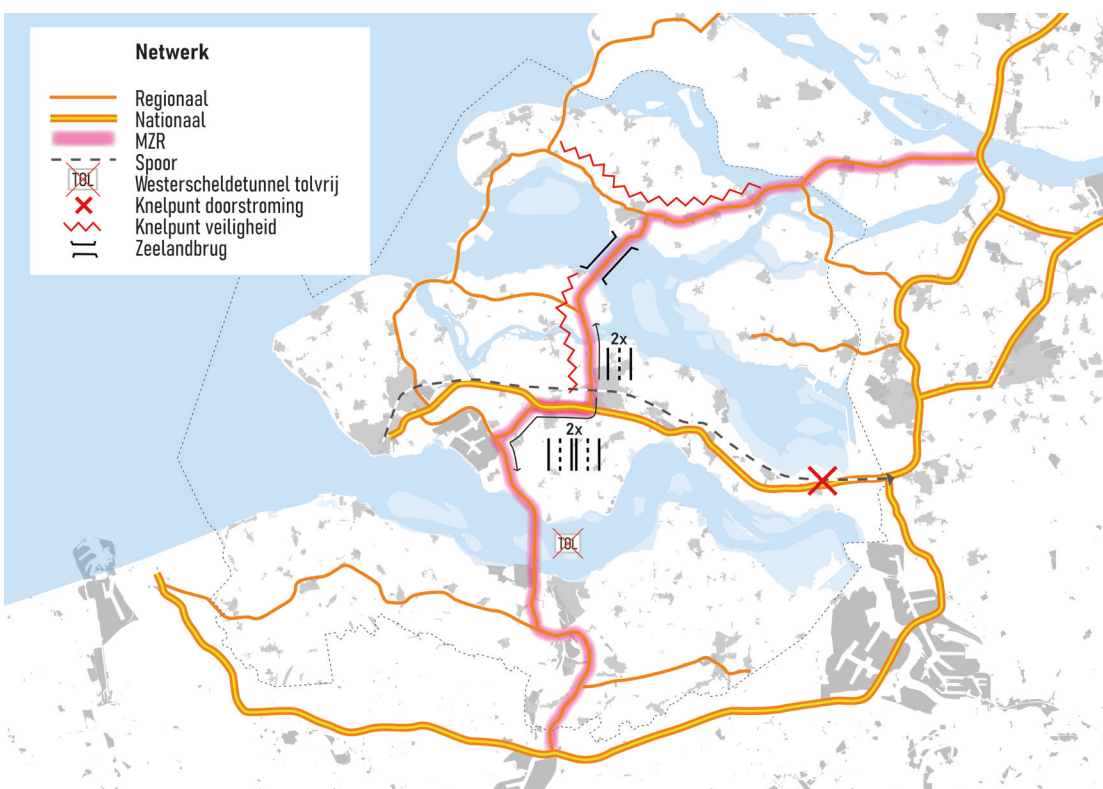 Netwerk
Regionaal
Nationaal
MZR
Spoor
TOL
Westerscheldetunnel tolvrij
Knelpunt doorstroming
Knelpunt veiligheid
Zeelandbrug
2x
2x
TOL